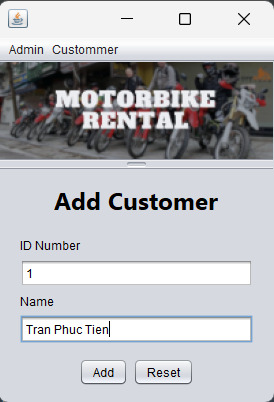 Admin Custommer
MOTORBIKE
RENTAL
Add Customer
ID Number
1
Name
Tran Phuc Tien
Add Reset